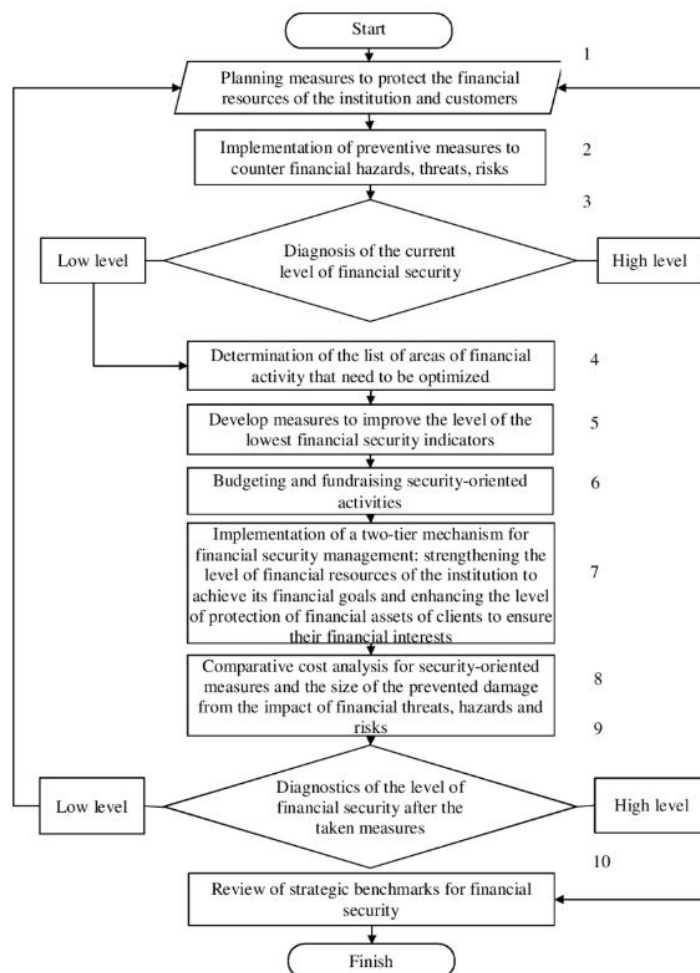 Start
1
Planning measures to protect the financial
resources of the institution and customers
Implementation of preventive measures to
counter financial hazards, threats, risks
2
3
Low level
Diagnosis of the current
level of financial security
High level
Determination of the list of areas of financial
activity that need to be optimized
4
Develop measures to improve the level of the
lowest financial security indicators
5
Budgeting and fundraising security-oriented
activities
6
Implementation of a two-tier mechanism for
financial security management: strengthening the
level of financial resources of the institution to
achieve its financial goals and enhancing the level
of protection of financial assets of clients to ensure
their financial interests
7
Comparative cost analysis for security-oriented
measures and the size of the prevented damage
from the impact of financial threats, hazards and
risks
8
9
Low level
Diagnostics of the level of
financial security after the
taken measures
High level
10
Review of strategic benchmarks for financial
security
Finish